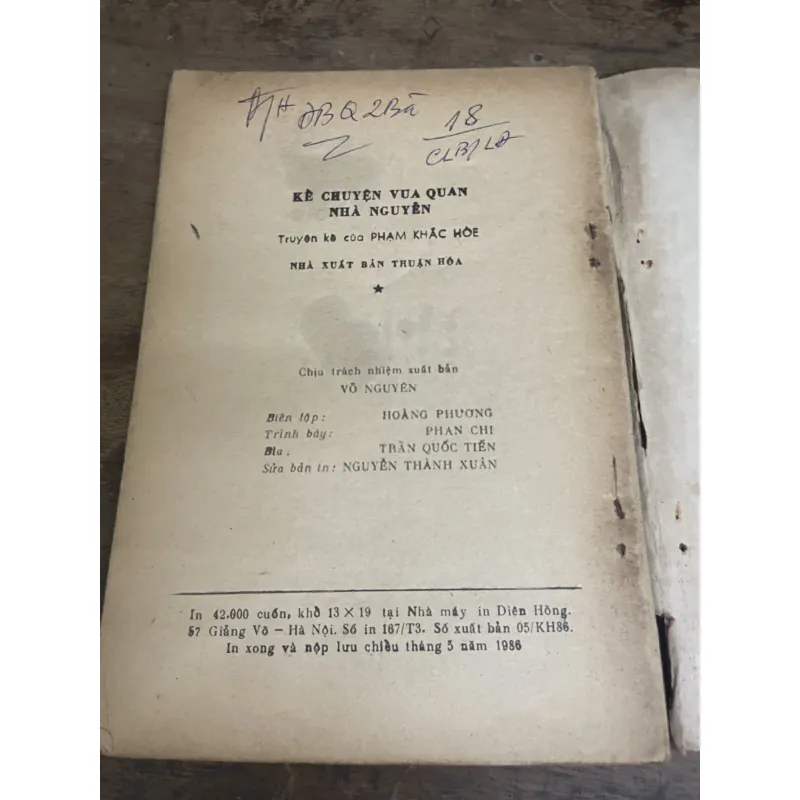 18
KỂ CHUYỆN VUA QUAN
NHÀ NGUYỄN
Truyện kể của PHẠM KHẮC HÒE
NHÀ XUẤT BẢN THUẬN HÓA
Chịu trách nhiệm xuất bản
VÕ NGUYÊN
Biên tập: HOÀNG PHƯƠNG
Trình bày: PHAN CHI
Bìa: TRẦN QUỐC TIẾN
Sửa bản in: NGUYỄN THÀNH XUÂN
In 42.000 cuốn, khổ 13 × 19 tại Nhà máy in Diên Hồng.
57 Giảng Võ – Hà Nội. Số in 167/T3. Số xuất bản 05/KH86.
In xong và nộp lưu chiều tháng 5 năm 1986